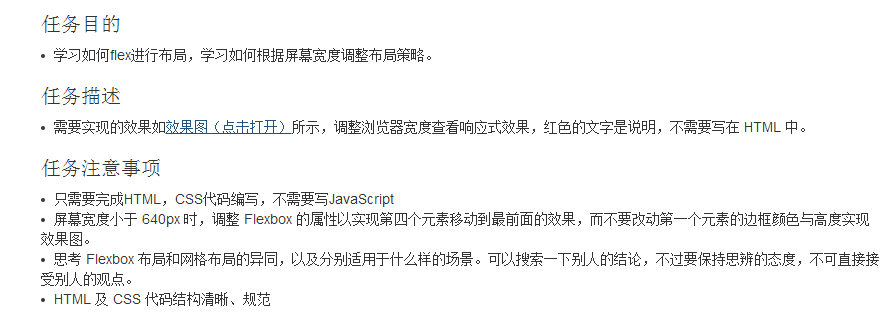 任务目的
• 学习如何flex进行布局，学习如何根据屏幕宽度调整布局策略。
任务描述
• 需要实现的效果如效果图（点击打开）所示，调整浏览器宽度查看响应式效果，红色的文字是说明，不需要写在 HTML 中。
任务注意事项
• 只需要完成HTML，CSS代码编写，不需要写JavaScript
• 屏幕宽度小于 640px 时，调整 Flexbox 的属性以实现第四个元素移动到最前面的效果，而不要改动第一个元素的边框颜色与高度实现
效果图。
• 思考 Flexbox 布局和网格布局的异同，以及分别适用于什么样的场景。可以搜索一下别人的结论，不过要保持思辨的态度，不可直接接
受别人的观点。
• HTML 及 CSS 代码结构清晰、规范